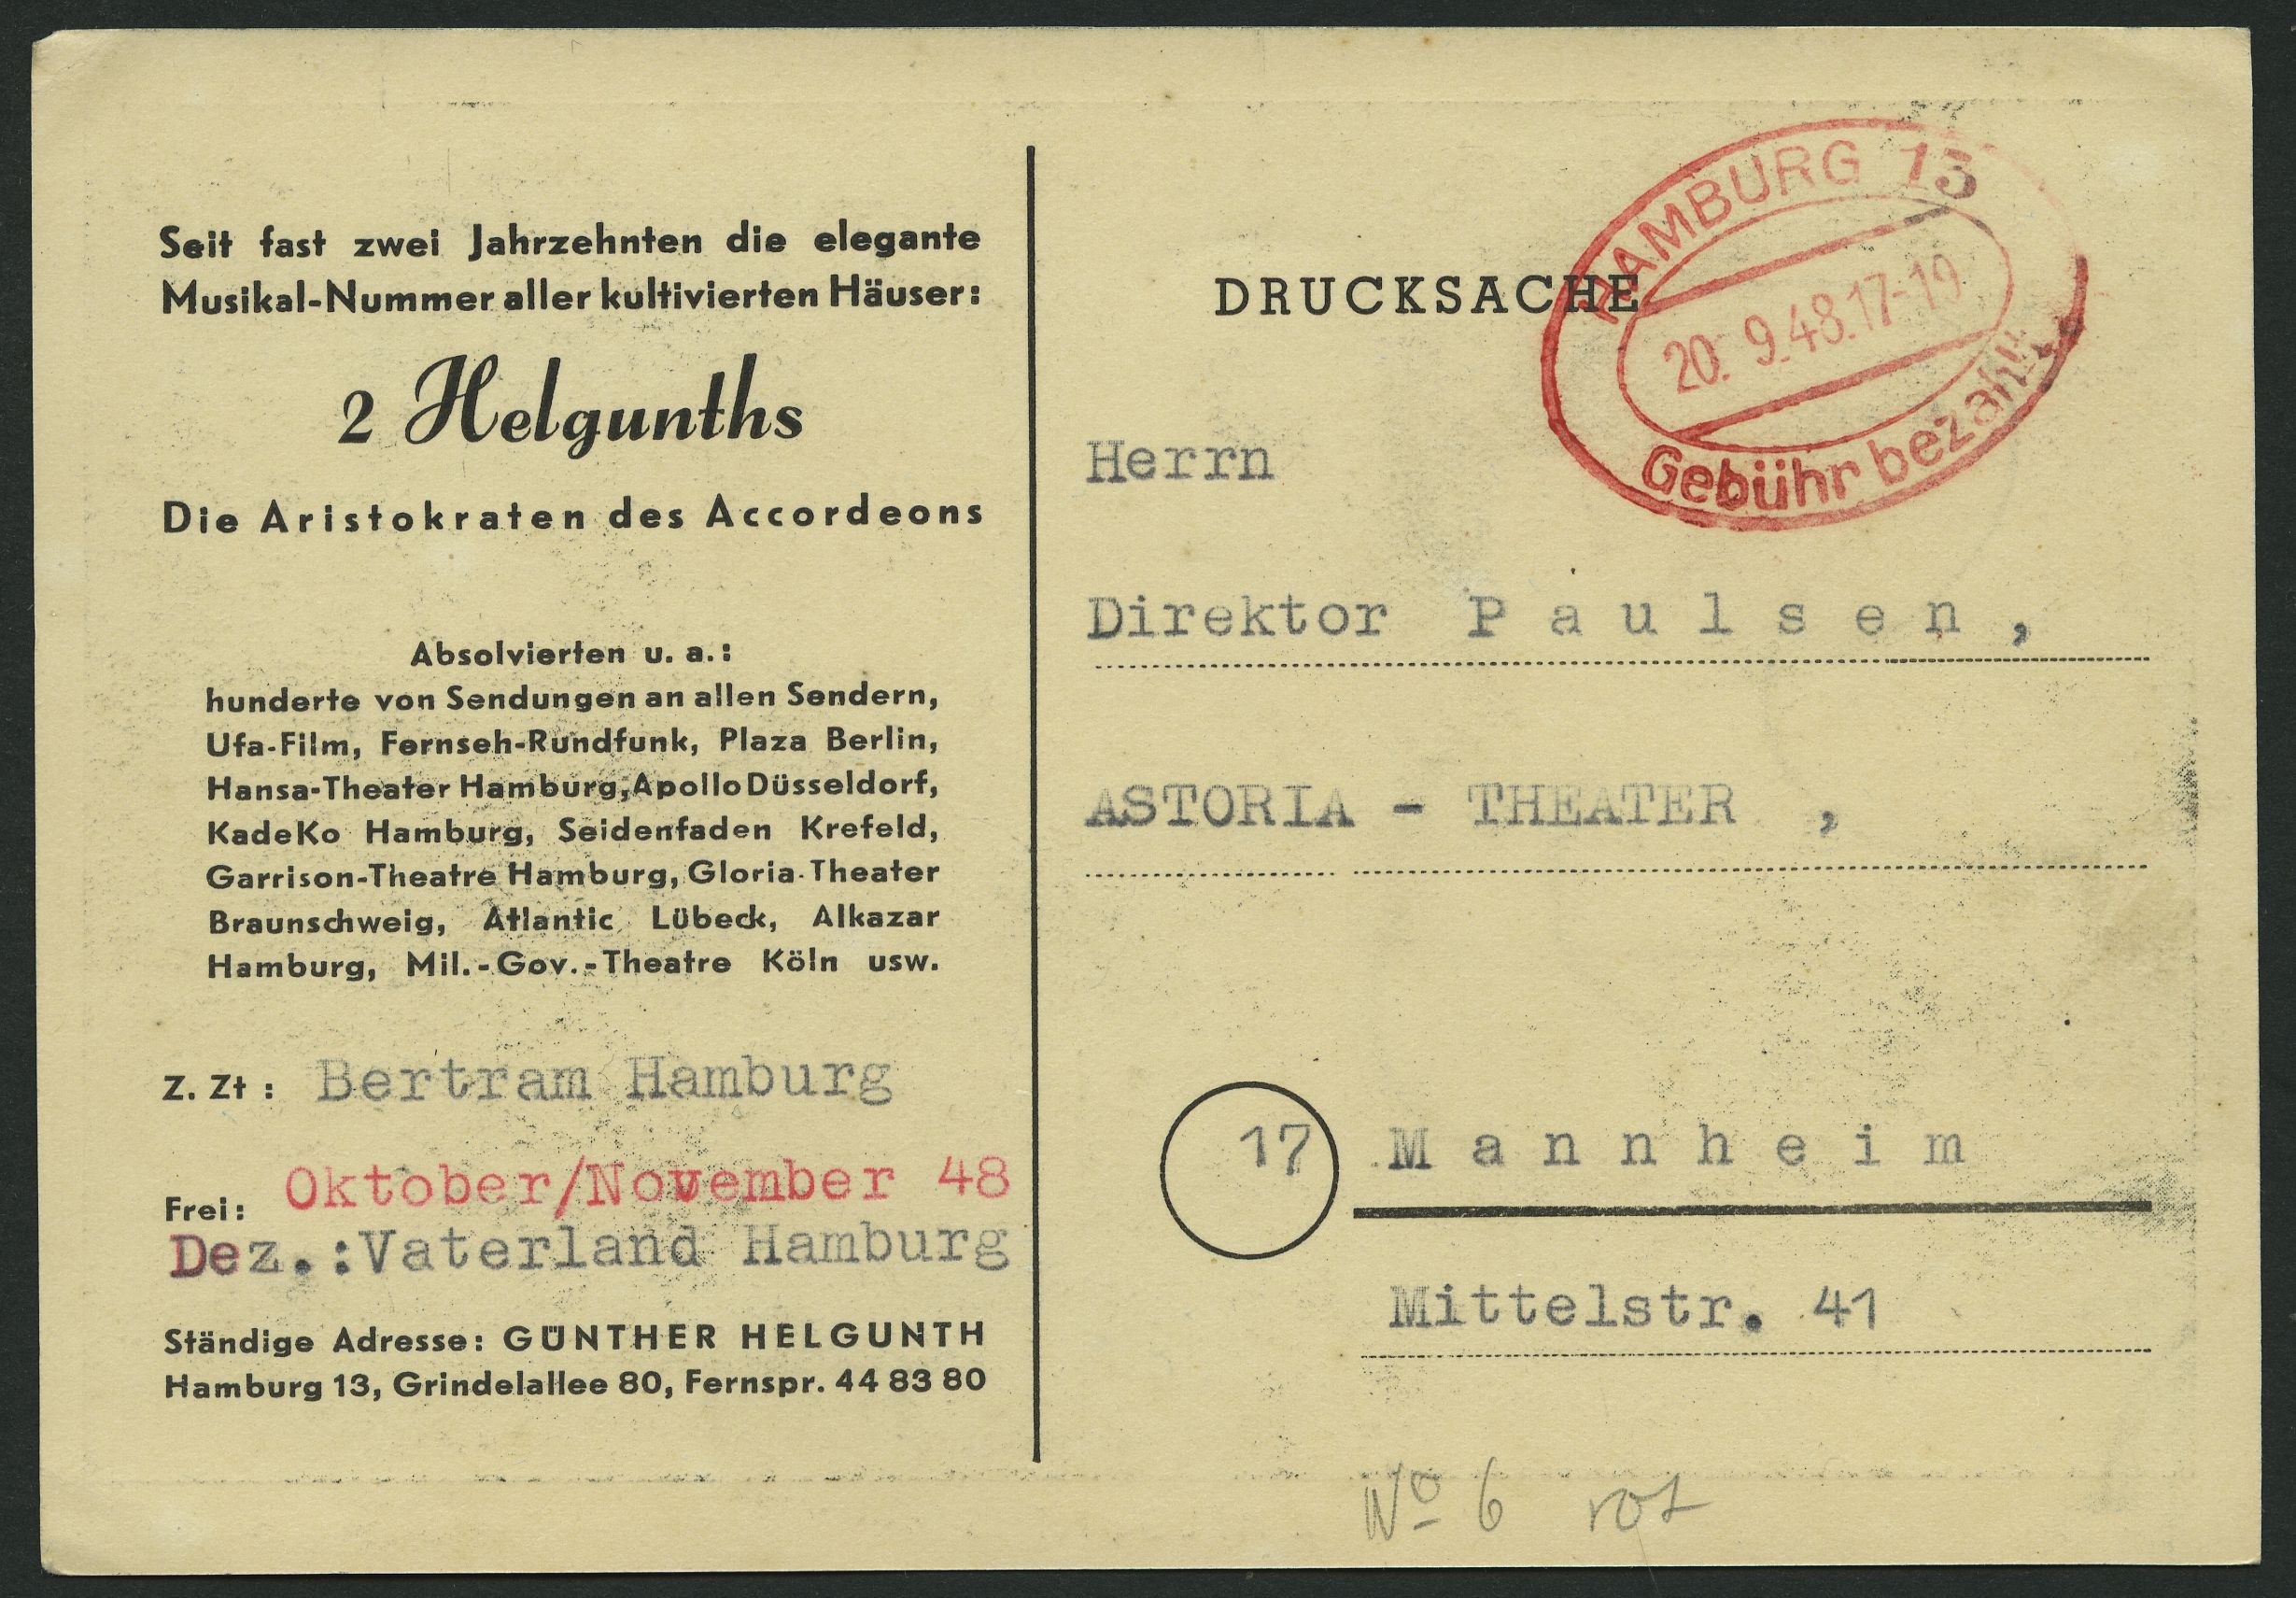 Seit fast zwei Jahrzehnten die elegante
Musikal-Nummer aller kultivierten Häuser:
2 Helgunths
Die Aristokraten des Accordeons
Absolvierten u. a.:
hunderte von Sendungen an allen Sendern,
Ufa-Film, Fernseh-Rundfunk, Plaza Berlin,
Hansa-Theater Hamburg, Apollo Düsseldorf,
KadeKo Hamburg, Seidenfaden Krefeld,
Garrison-Theatre Hamburg, Gloria-Theater
Braunschweig, Atlantic Lübeck, Alkazar
Hamburg, Mil.-Gov.-Theatre Köln usw.
Z. Zt: Bertram Hamburg
Frei: Oktober/November 48
Dez.:Vaterland Hamburg
Ständige Adresse: GÜNTHER HELGUNTH
Hamburg 13, Grindelallee 80, Fernspr. 44 83 80
DRUCKSACHE
HAMBURG 13
20. 9.48.17-19
Gebühr bezahlt
Herrn
Direktor Paulsen,
ASTORIA - THEATER ,
17 Mannheim
Mittelstr. 41
Nº 6 rot